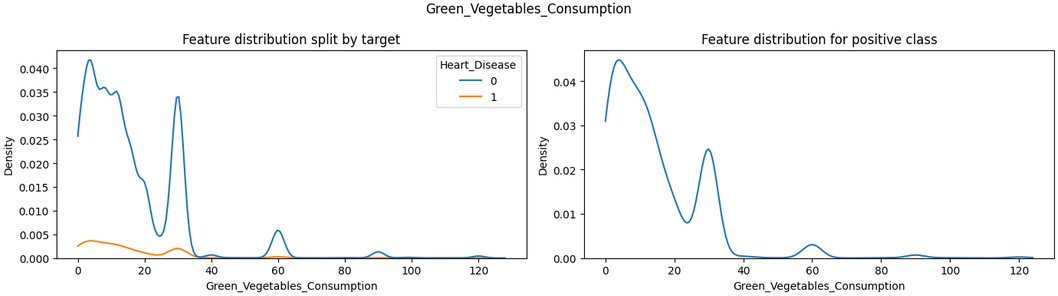 Green_Vegetables_Consumption
Feature distribution split by target
Heart_Disease
0
1
0.040
0.035
0.030
0.025
0.020
0.015
0.010
0.005
0.000
Density
0 20 40 60 80 100 120
Green_Vegetables_Consumption
Feature distribution for positive class
0.04
0.03
0.02
0.01
0.00
Density
0 20 40 60 80 100 120
Green_Vegetables_Consumption